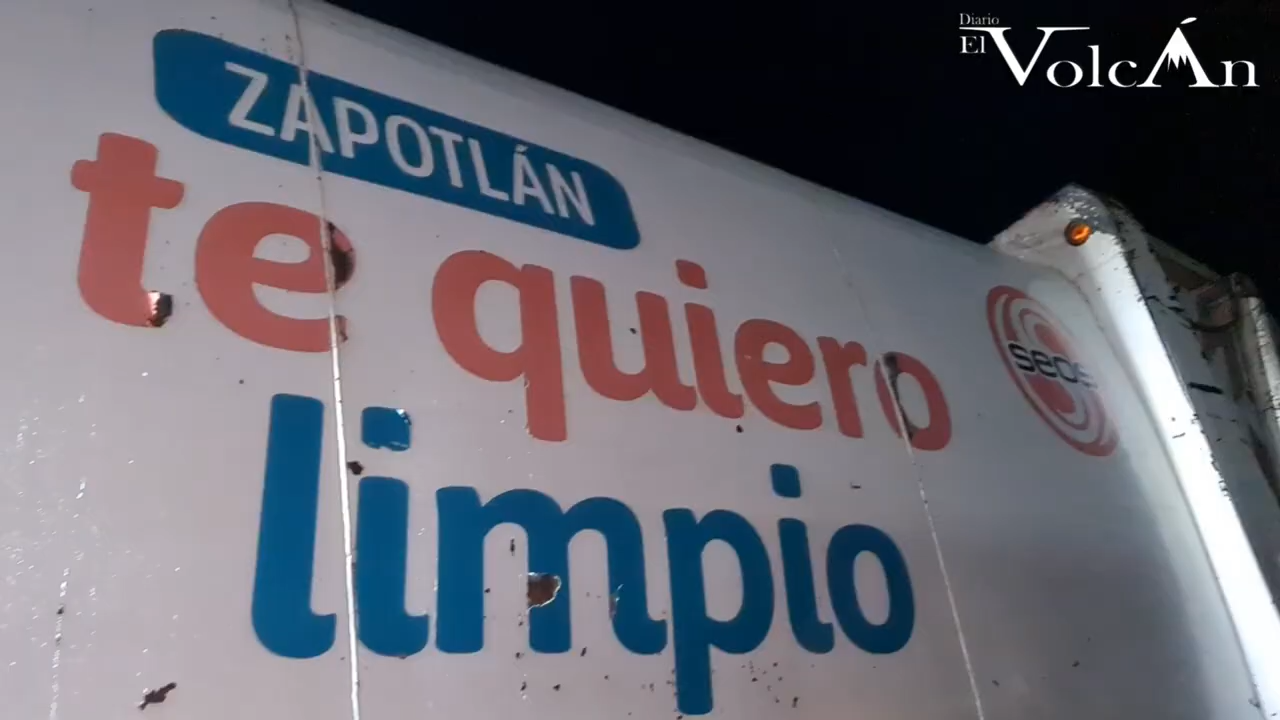 Diario
El Volcán
ZAPOTLÁN
te quiero
limpio
seos